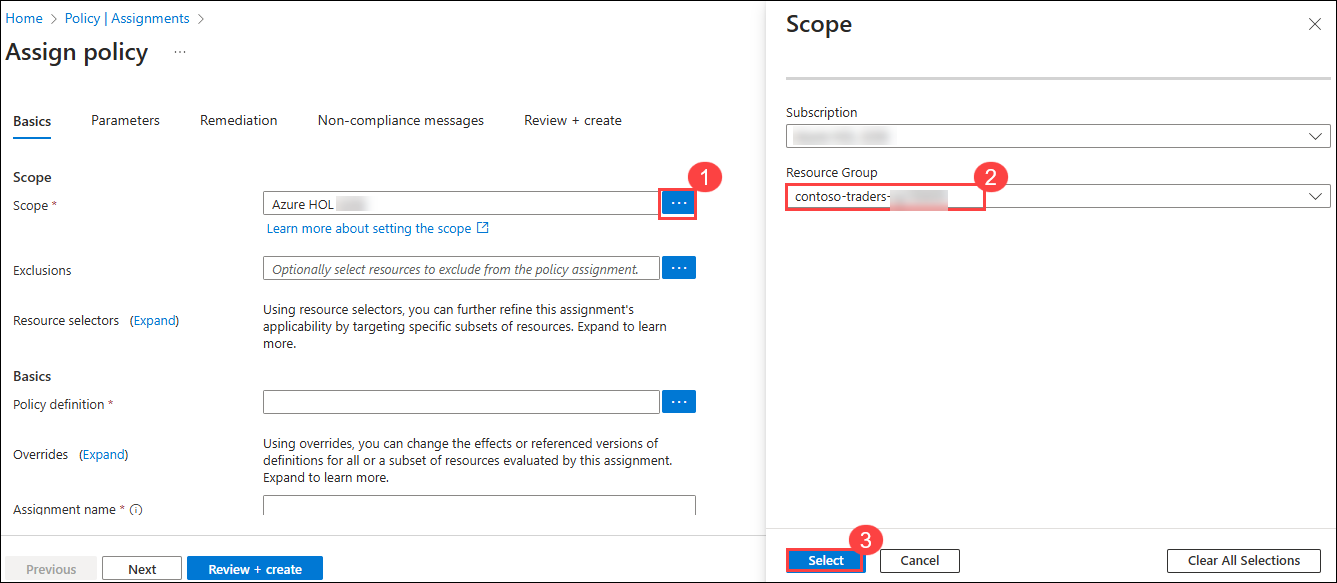 Home > Policy | Assignments >
Assign policy ...
Basics Parameters Remediation Non-compliance messages Review + create
Scope
Scope *
Azure HOL
...
1
Learn more about setting the scope
Exclusions
Optionally select resources to exclude from the policy assignment.
...
Resource selectors (Expand)
Using resource selectors, you can further refine this assignment's
applicability by targeting specific subsets of resources. Expand to learn
more.
Basics
Policy definition *
...
Overrides (Expand)
Using overrides, you can change the effects or referenced versions of
definitions for all or a subset of resources evaluated by this assignment.
Expand to learn more.
Assignment name *
Previous Next Review + create
Scope
Subscription
Resource Group
2
contoso-traders-
3
Select Cancel Clear All Selections